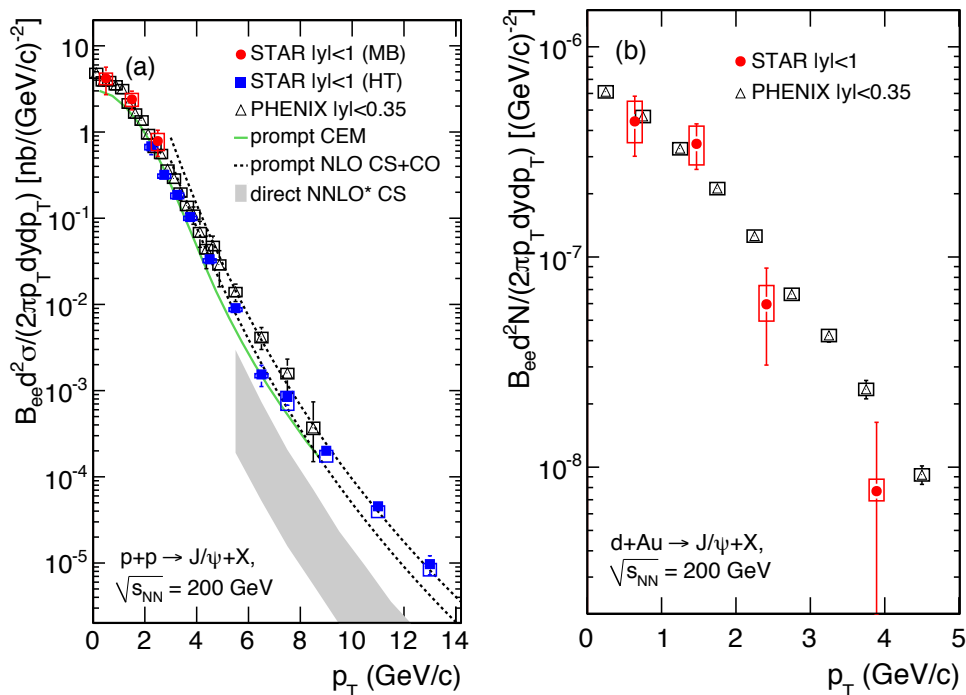 B_ee d²σ/(2πp_T dydp_T) [nb/(GeV/c)⁻²]
10
1
10⁻¹
10⁻²
10⁻³
10⁻⁴
10⁻⁵
(a)
STAR |y|<1 (MB)
STAR |y|<1 (HT)
PHENIX |y|<0.35
prompt CEM
prompt NLO CS+CO
direct NNLO* CS
p+p → J/ψ+X,
√s_NN = 200 GeV
0 2 4 6 8 10 12 14
p_T (GeV/c)
B_ee d²N/(2πp_T dydp_T) [(GeV/c)⁻²]
10⁻⁶
10⁻⁷
10⁻⁸
(b)
STAR |y|<1
PHENIX |y|<0.35
d+Au → J/ψ+X,
√s_NN = 200 GeV
0 1 2 3 4 5
p_T (GeV/c)